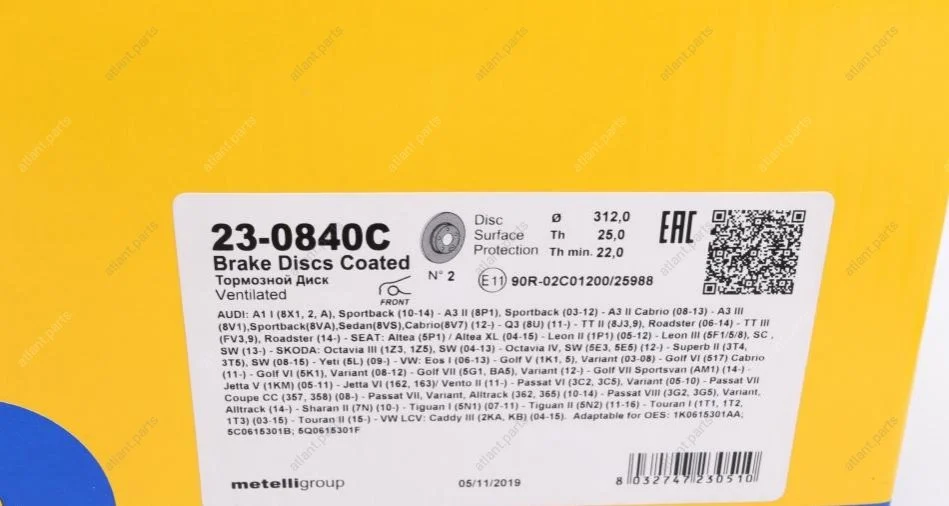 23-0840C
Brake Discs Coated
Тормозной Диск
Ventilated
N° 2
FRONT
Disc Ø 312,0
Surface Th 25,0
Protection Th min. 22,0
EAC
E11 90R-02C01200/25988
AUDI: A1 I (8X1, 2, A), Sportback (10-14) - A3 II (8P1), Sportback (03-12) - A3 II Cabrio (08-13) - A3 III
(8V1),Sportback(8VA),Sedan(8VS),Cabrio(8V7) (12-) - Q3 (8U) (11-) - TT II (8J3,9), Roadster (06-14) - TT III
(FV3,9), Roadster (14-) - SEAT: Altea (5P1) / Altea XL (04-15) - Leon II (1P1) (05-12) - Leon III (5F1/5/8), SC ,
SW (13-) - SKODA: Octavia III (1Z3, 1Z5), SW (04-13) - Octavia IV, SW (5E3, 5E5) (12-) - Superb II (3T4,
3T5), SW (08-15) - Yeti (5L) (09-) - VW: Eos I (06-13) - Golf V (1K1, 5), Variant (03-08) - Golf VI (517) Cabrio
(11-) - Golf VI (5K1), Variant (08-12) - Golf VII (5G1, BA5), Variant (12-) - Golf VII Sportsvan (AM1) (14-) -
Jetta V (1KM) (05-11) - Jetta VI (162, 163)/ Vento II (11-) - Passat VI (3C2, 3C5), Variant (05-10) - Passat VII
Coupe CC (357, 358) (08-) - Passat VII, Variant, Alltrack (362, 365) (10-14) - Passat VIII (3G2, 3G5), Variant,
Alltrack (14-) - Sharan II (7N) (10-) - Tiguan I (5N1) (07-11) - Tiguan II (5N2) (11-16) - Touran I (1T1, 1T2,
1T3) (03-15) - Touran II (15-) - VW LCV: Caddy III (2KA, KB) (04-15). Adaptable for OES: 1K0615301AA;
5C0615301B; 5Q0615301F
metelligroup
05/11/2019
8 032747 230510
atlant.parts